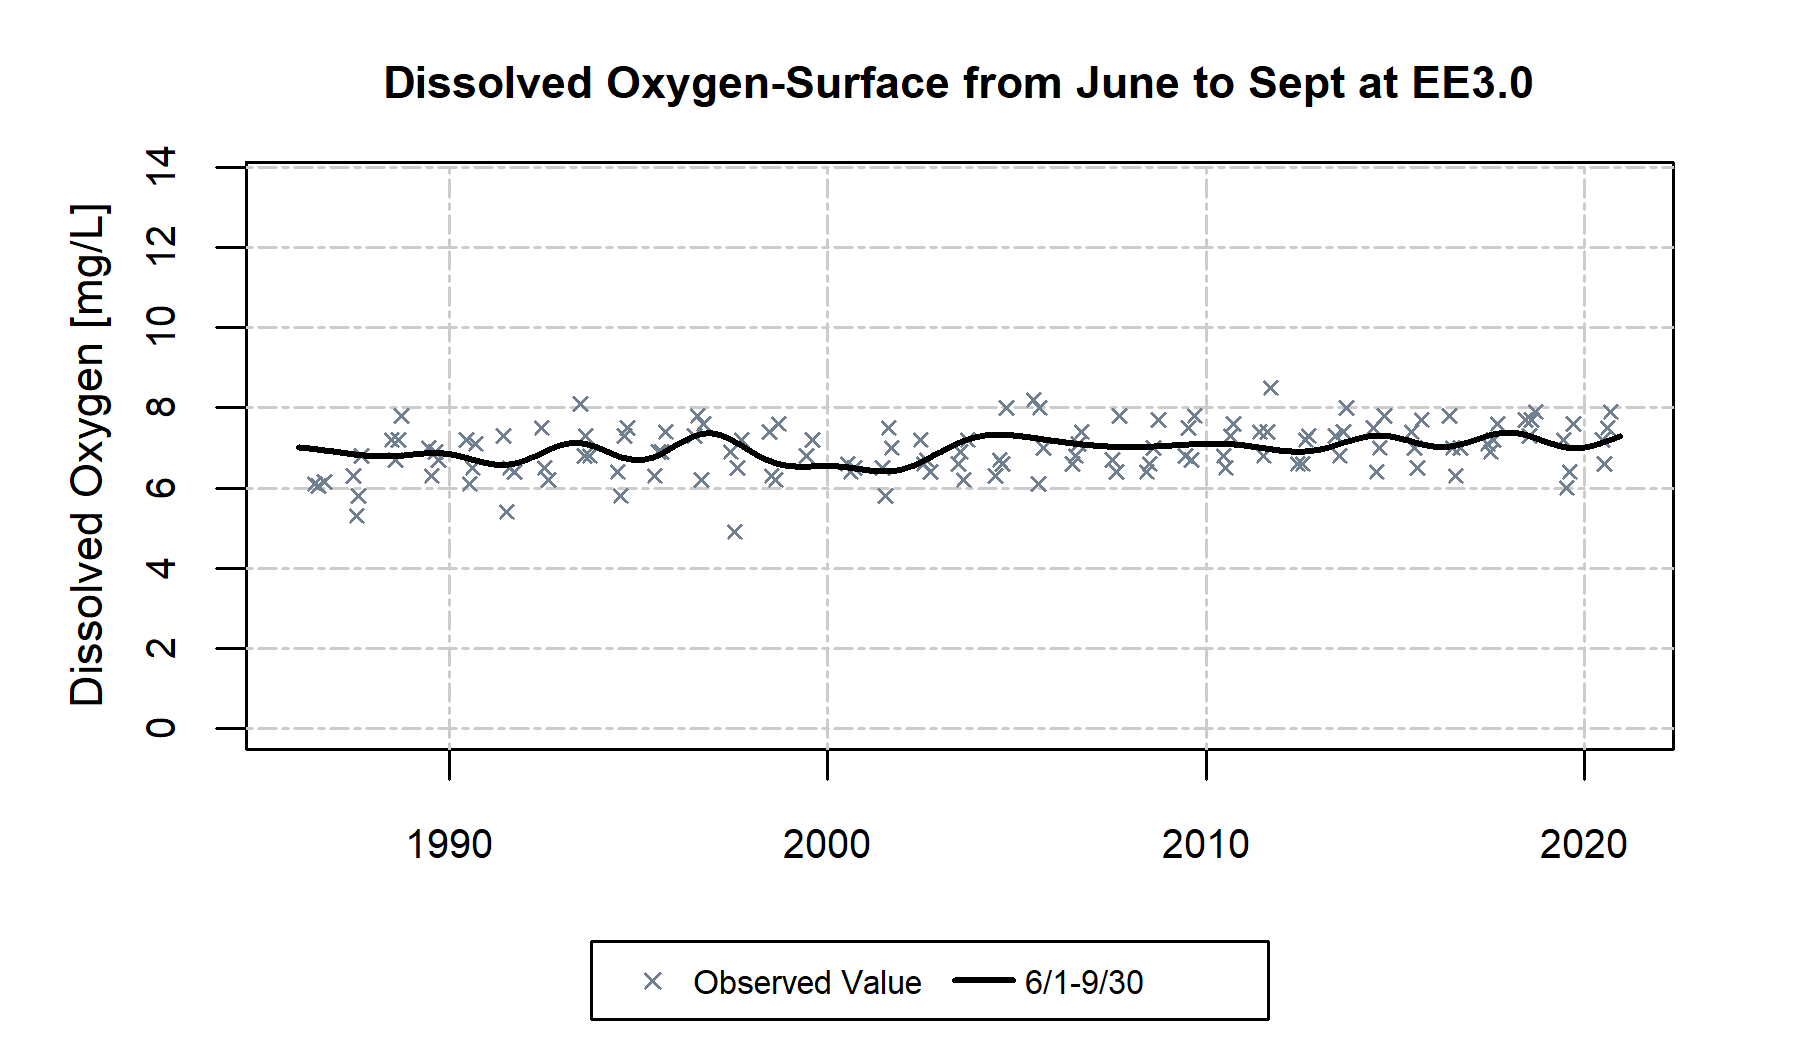 Dissolved Oxygen-Surface from June to Sept at EE3.0
Dissolved Oxygen [mg/L]
14
12
10
8
6
4
2
0
1990 2000 2010 2020
Observed Value 6/1-9/30